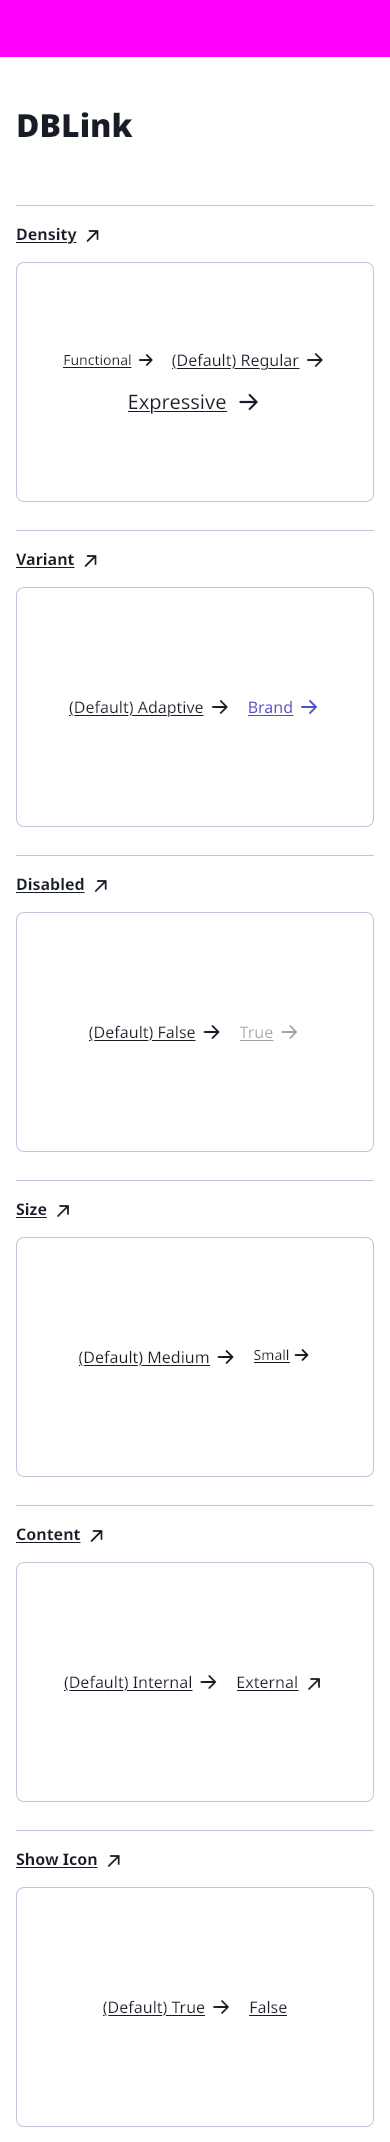 DBLink
Density
Functional (Default) Regular
Expressive
Variant
(Default) Adaptive Brand
Disabled
(Default) False True
Size
(Default) Medium Small
Content
(Default) Internal External
Show Icon
(Default) True False